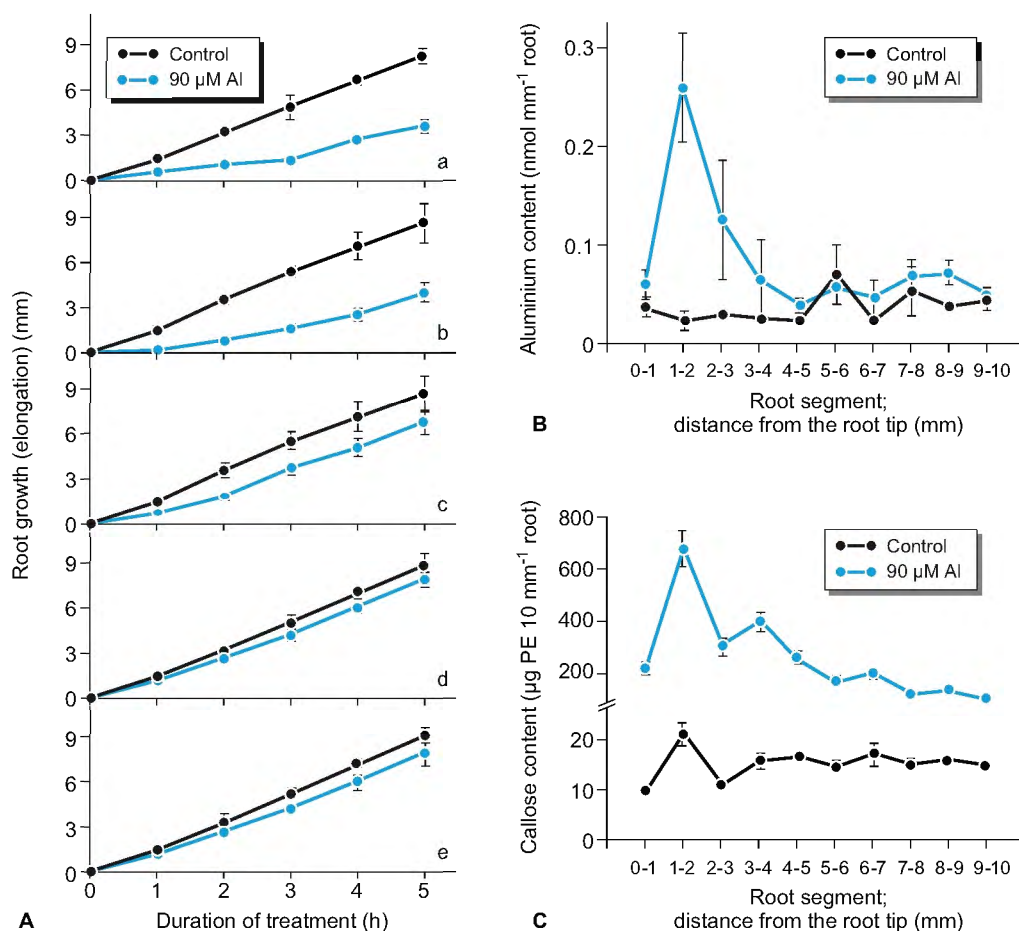 Root growth (elongation) (mm)
Control
90 µM Al
9
6
3
0
a
9
6
3
0
b
9
6
3
0
c
9
6
3
0
d
9
6
3
0
e
0 1 2 3 4 5
A Duration of treatment (h)
Aluminium content (nmol mm⁻¹ root)
Control
90 µM Al
0.3
0.2
0.1
0
0-1 1-2 2-3 3-4 4-5 5-6 6-7 7-8 8-9 9-10
Root segment;
B distance from the root tip (mm)
Callose content (µg PE 10 mm⁻¹ root)
Control
90 µM Al
800
600
400
200
20
10
0
0-1 1-2 2-3 3-4 4-5 5-6 6-7 7-8 8-9 9-10
Root segment;
C distance from the root tip (mm)